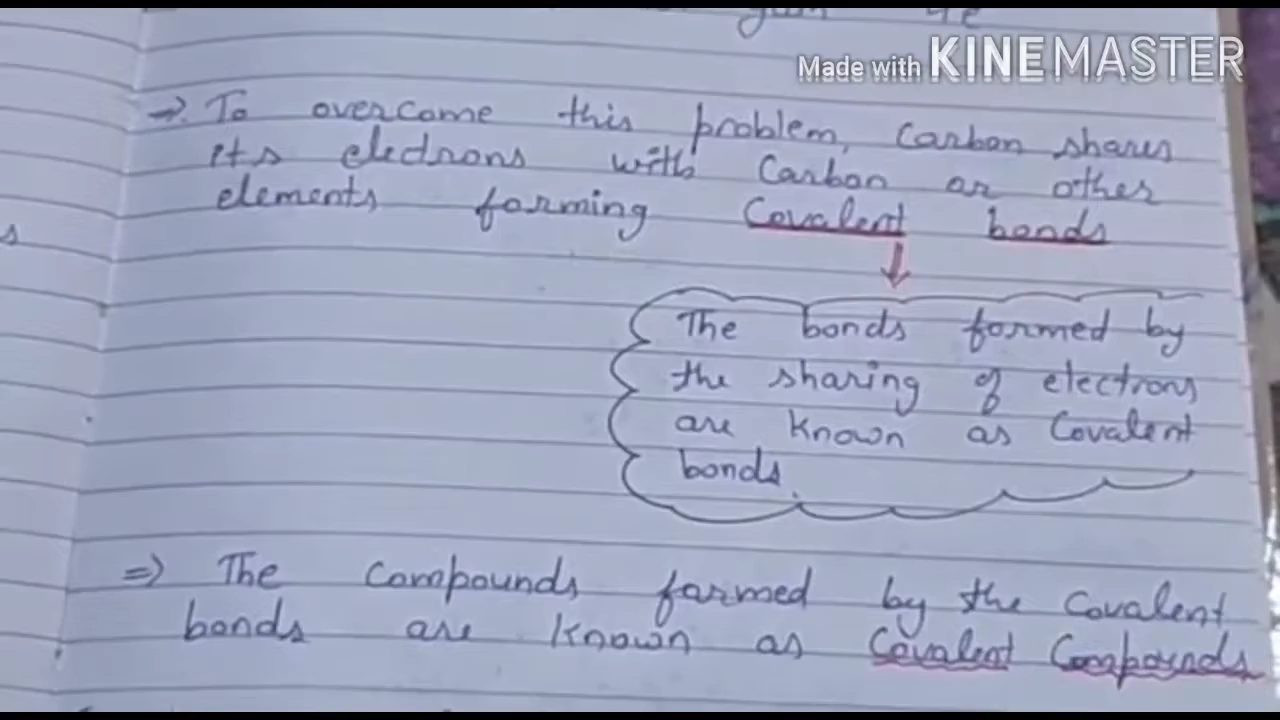 Made with KINEMASTER
→ To overcome this problem, Carbon shares
its electrons with Carbon or other
elements forming Covalent bonds
The bonds formed by
the sharing of electrons
are known as Covalent
bonds.
⇒ The Compounds formed by the Covalent
bonds are known as Covalent Compounds